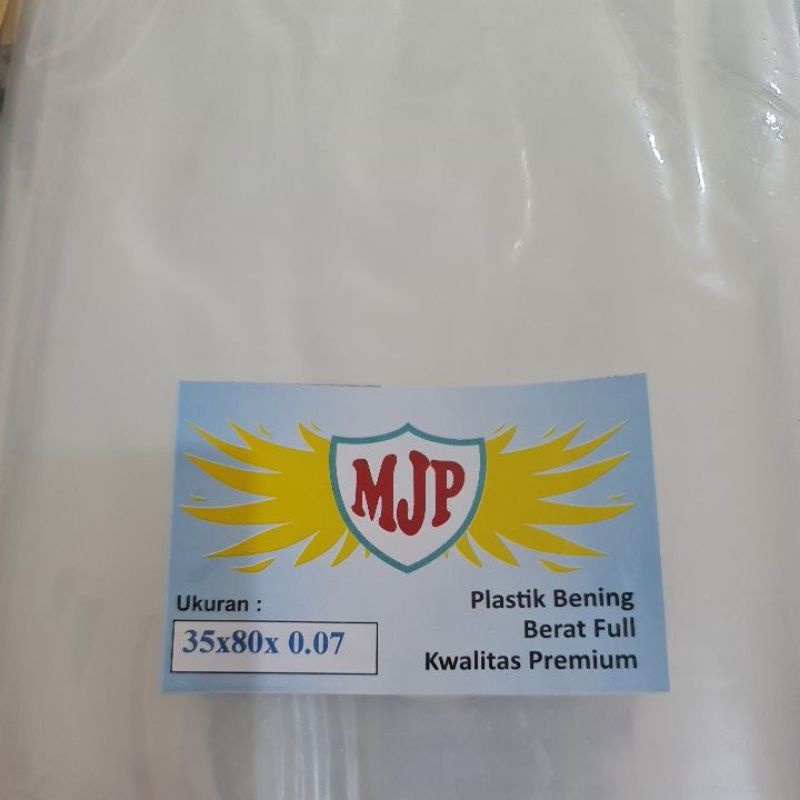 MJP
Ukuran :
35x80x 0.07
Plastik Bening
Berat Full
Kwalitas Premium